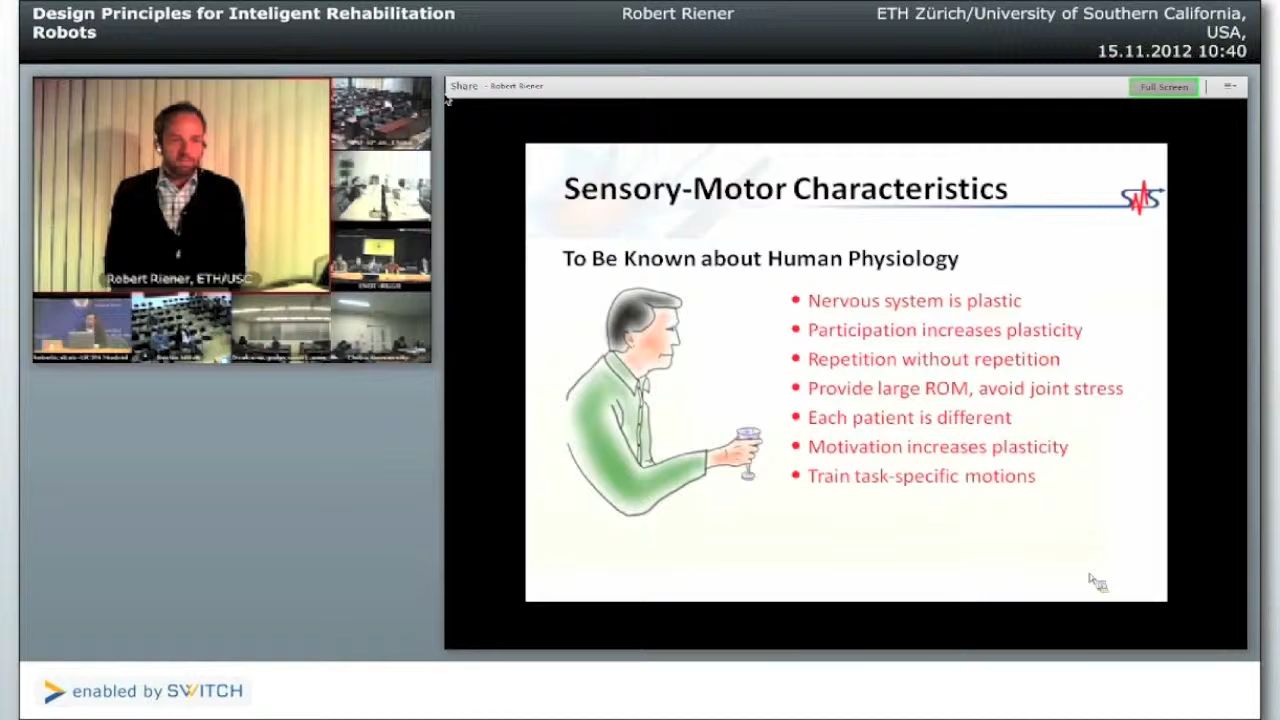 Design Principles for Inteligent Rehabilitation
Robots
Robert Riener
ETH Zürich/University of Southern California,
USA,
15.11.2012 10:40
Share - Robert Riener
Full Screen
Robert Riener, ETH/USC
Sensory-Motor Characteristics
To Be Known about Human Physiology
• Nervous system is plastic
• Participation increases plasticity
• Repetition without repetition
• Provide large ROM, avoid joint stress
• Each patient is different
• Motivation increases plasticity
• Train task-specific motions
enabled by SWITCH